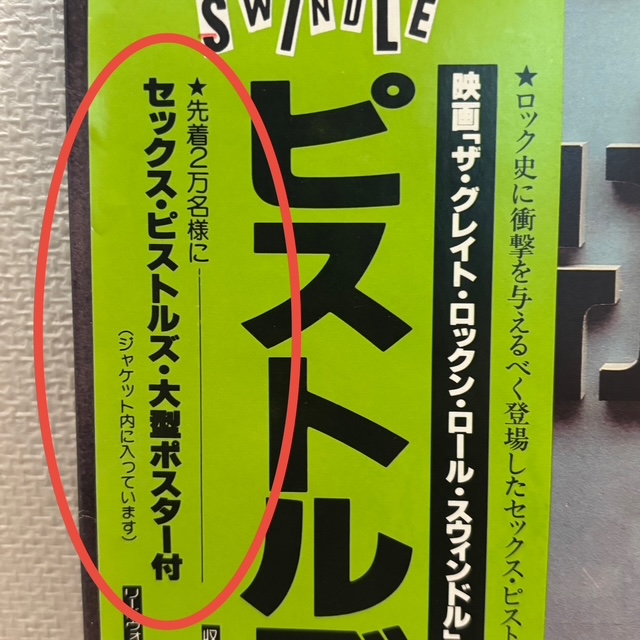 SWINDLE
★ロック史に衝撃を与えるべく登場したセックス・ピスト
映画「ザ・グレイト・ロックン・ロール・スウィンドル」
ピストル
★先着2万名様に
セックス・ピストルズ・大型ポスター付
(ジャケット内に入っています)